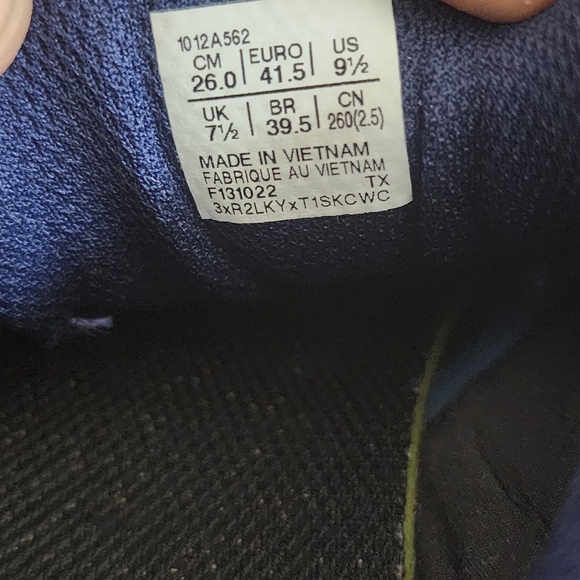 1012A562
CM EURO US
26.0 41.5 9½
UK BR CN
7½ 39.5 260(2.5)
MADE IN VIETNAM
FABRIQUE AU VIETNAM
F131022 TX
3xR2LKYxT1SKCWC